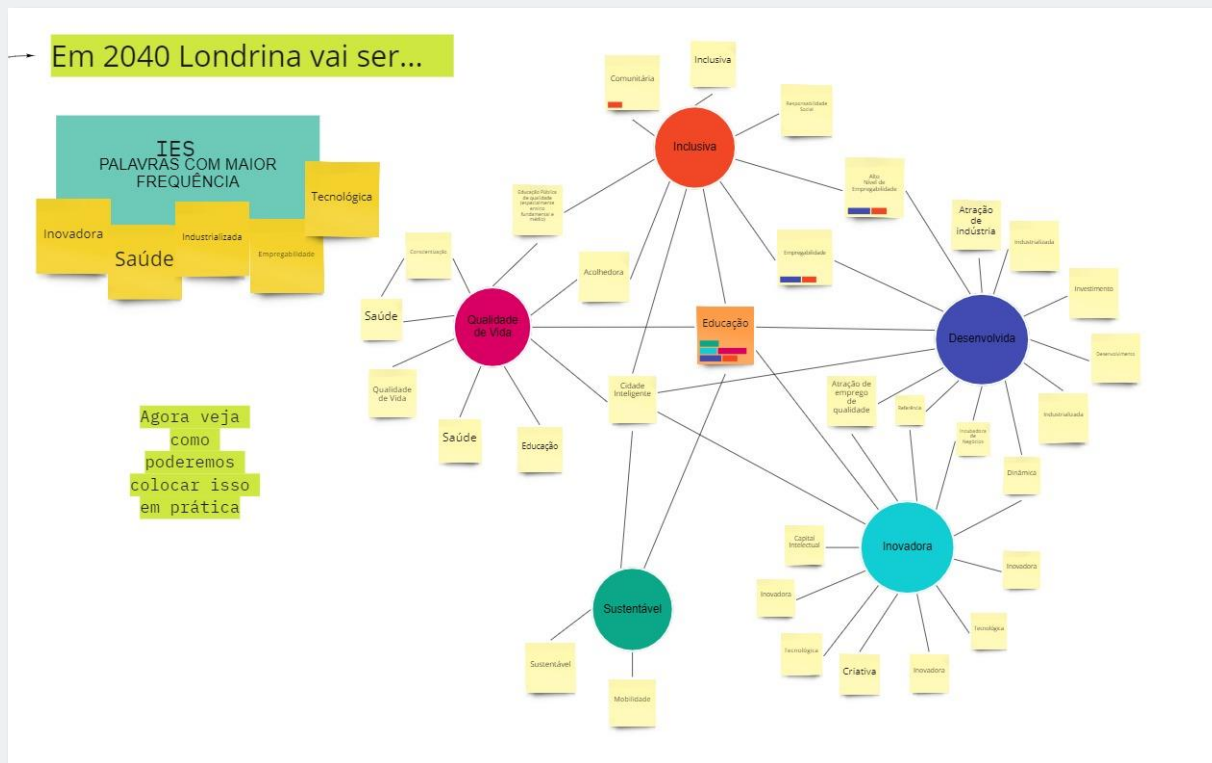 Em 2040 Londrina vai ser...
IES
PALAVRAS COM MAIOR
FREQUÊNCIA
Inovadora
Saúde
Industrializada
Empregabilidade
Tecnológica
Agora veja
como
poderemos
colocar isso
em prática
Comunitária
Inclusiva
Responsabilidade
Social
Inclusiva
Alto
Nível de
Empregabilidade
Educação Pública
de qualidade
fundamental e
Acolhedora
Empregabilidade
Atração
de
indústria
Industrializada
Investimento
Desenvolvimento
Industrializada
Desenvolvida
Conscientização
Saúde
Qualidade
de Vida
Qualidade
de Vida
Saúde
Educação
Educação
Cidade
Inteligente
Atração de
emprego
de
qualidade
Referência
Incubadora
de
Negócios
Dinâmica
Capital
Intelectual
Inovadora
Inovadora
Inovadora
Tecnológica
Tecnológica
Criativa
Inovadora
Sustentável
Sustentável
Mobilidade